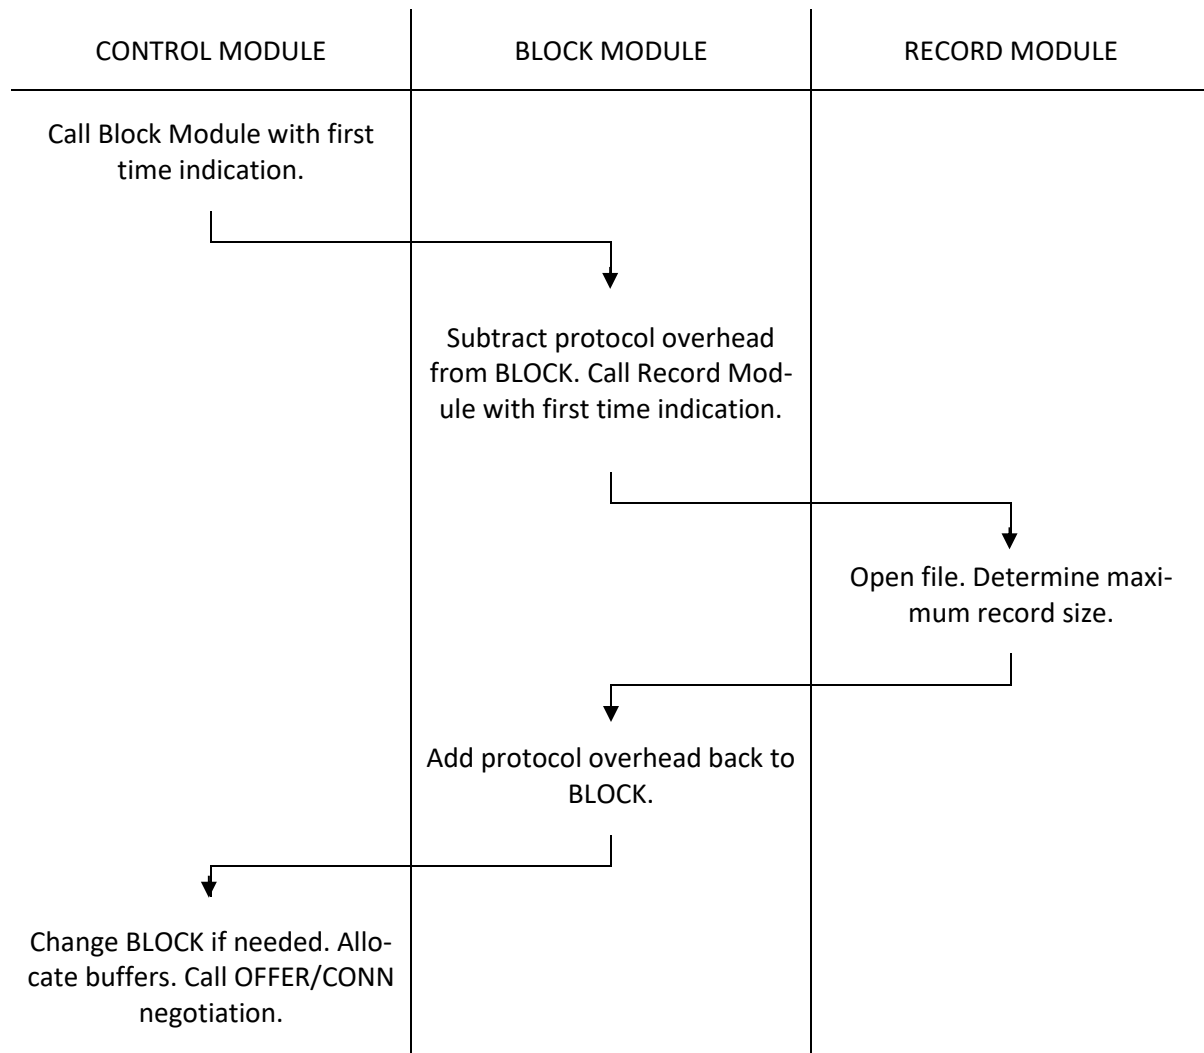 CONTROL MODULE
BLOCK MODULE
RECORD MODULE
Call Block Module with first
time indication.
Subtract protocol overhead
from BLOCK. Call Record Mod-
ule with first time indication.
Open file. Determine maxi-
mum record size.
Add protocol overhead back to
BLOCK.
Change BLOCK if needed. Allo-
cate buffers. Call OFFER/CONN
negotiation.